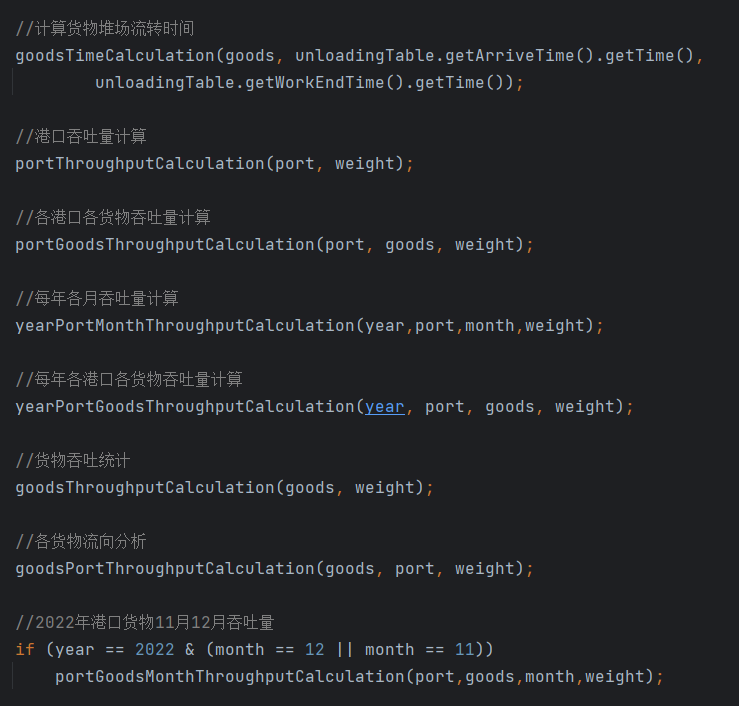 //计算货物堆场流转时间
goodsTimeCalculation(goods, unloadingTable.getArriveTime().getTime(),
unloadingTable.getWorkEndTime().getTime());
//港口吞吐量计算
portThroughputCalculation(port, weight);
//各港口各货物吞吐量计算
portGoodsThroughputCalculation(port, goods, weight);
//每年各月吞吐量计算
yearPortMonthThroughputCalculation(year,port,month,weight);
//每年各港口各货物吞吐量计算
yearPortGoodsThroughputCalculation(year, port, goods, weight);
//货物吞吐统计
goodsThroughputCalculation(goods, weight);
//各货物流向分析
goodsPortThroughputCalculation(goods, port, weight);
//2022年港口货物11月12月吞吐量
if (year == 2022 & (month == 12 || month == 11))
portGoodsMonthThroughputCalculation(port,goods,month,weight);